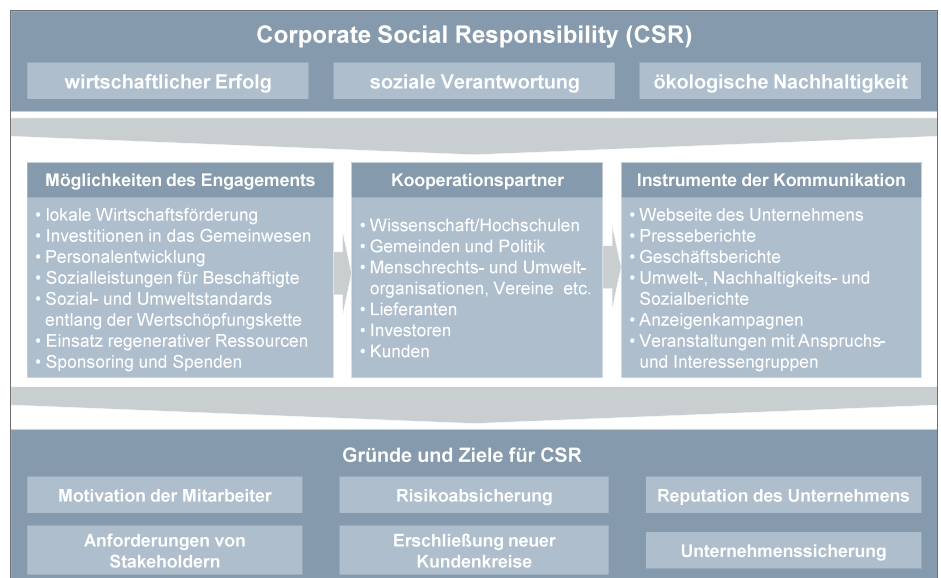 Corporate Social Responsibility (CSR)
wirtschaftlicher Erfolg
soziale Verantwortung
ökologische Nachhaltigkeit
Möglichkeiten des Engagements
• lokale Wirtschaftsförderung
• Investitionen in das Gemeinwesen
• Personalentwicklung
• Sozialleistungen für Beschäftigte
• Sozial- und Umweltstandards
entlang der Wertschöpfungskette
• Einsatz regenerativer Ressourcen
• Sponsoring und Spenden
Kooperationspartner
• Wissenschaft/Hochschulen
• Gemeinden und Politik
• Menschrechts- und Umwelt-
organisationen, Vereine etc.
• Lieferanten
• Investoren
• Kunden
Instrumente der Kommunikation
• Webseite des Unternehmens
• Presseberichte
• Geschäftsberichte
• Umwelt-, Nachhaltigkeits- und
Sozialberichte
• Anzeigenkampagnen
• Veranstaltungen mit Anspruchs-
und Interessengruppen
Gründe und Ziele für CSR
Motivation der Mitarbeiter
Risikoabsicherung
Reputation des Unternehmens
Anforderungen von
Stakeholdern
Erschließung neuer
Kundenkreise
Unternehmenssicherung